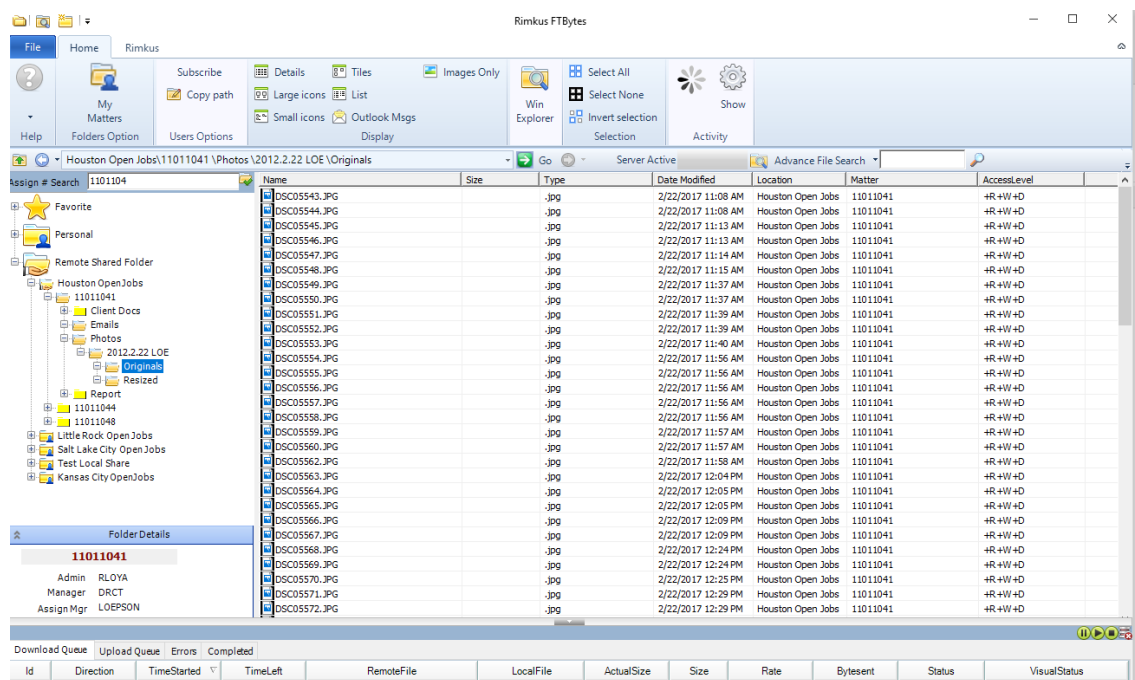 Rimkus FTBytes
File Home Rimkus
Subscribe Details Tiles Images Only Select All
Copy path Large icons List Select None
My Matters Small icons Outlook Msgs Win Explorer Invert selection Show
Help Folders Option Users Options Display Selection Activity
Houston Open Jobs\11011041 \Photos \2012.2.22 LOE \Originals Go Server Active Advance File Search
Assign # Search 1101104
Favorite
Personal
Remote Shared Folder
Houston OpenJobs
11011041
Client Docs
Emails
Photos
2012.2.22 LOE
Originals
Resized
Report
11011044
11011048
Little Rock Open Jobs
Salt Lake City Open Jobs
Test Local Share
Kansas City OpenJobs
Folder Details
11011041
Admin RLOYA
Manager DRCT
Assign Mgr LOEPSON
Name Size Type Date Modified Location Matter AccessLevel
DSC05543.JPG .jpg 2/22/2017 11:08 AM Houston Open Jobs 11011041 +R+W+D
DSC05544.JPG .jpg 2/22/2017 11:08 AM Houston Open Jobs 11011041 +R+W+D
DSC05545.JPG .jpg 2/22/2017 11:13 AM Houston Open Jobs 11011041 +R+W+D
DSC05546.JPG .jpg 2/22/2017 11:13 AM Houston Open Jobs 11011041 +R+W+D
DSC05547.JPG .jpg 2/22/2017 11:14 AM Houston Open Jobs 11011041 +R+W+D
DSC05548.JPG .jpg 2/22/2017 11:15 AM Houston Open Jobs 11011041 +R+W+D
DSC05549.JPG .jpg 2/22/2017 11:37 AM Houston Open Jobs 11011041 +R+W+D
DSC05550.JPG .jpg 2/22/2017 11:37 AM Houston Open Jobs 11011041 +R+W+D
DSC05551.JPG .jpg 2/22/2017 11:39 AM Houston Open Jobs 11011041 +R+W+D
DSC05552.JPG .jpg 2/22/2017 11:39 AM Houston Open Jobs 11011041 +R+W+D
DSC05553.JPG .jpg 2/22/2017 11:40 AM Houston Open Jobs 11011041 +R+W+D
DSC05554.JPG .jpg 2/22/2017 11:56 AM Houston Open Jobs 11011041 +R+W+D
DSC05555.JPG .jpg 2/22/2017 11:56 AM Houston Open Jobs 11011041 +R+W+D
DSC05556.JPG .jpg 2/22/2017 11:56 AM Houston Open Jobs 11011041 +R+W+D
DSC05557.JPG .jpg 2/22/2017 11:56 AM Houston Open Jobs 11011041 +R+W+D
DSC05558.JPG .jpg 2/22/2017 11:56 AM Houston Open Jobs 11011041 +R+W+D
DSC05559.JPG .jpg 2/22/2017 11:57 AM Houston Open Jobs 11011041 +R+W+D
DSC05560.JPG .jpg 2/22/2017 11:57 AM Houston Open Jobs 11011041 +R+W+D
DSC05562.JPG .jpg 2/22/2017 11:58 AM Houston Open Jobs 11011041 +R+W+D
DSC05563.JPG .jpg 2/22/2017 12:04 PM Houston Open Jobs 11011041 +R+W+D
DSC05564.JPG .jpg 2/22/2017 12:05 PM Houston Open Jobs 11011041 +R+W+D
DSC05565.JPG .jpg 2/22/2017 12:05 PM Houston Open Jobs 11011041 +R+W+D
DSC05566.JPG .jpg 2/22/2017 12:09 PM Houston Open Jobs 11011041 +R+W+D
DSC05567.JPG .jpg 2/22/2017 12:09 PM Houston Open Jobs 11011041 +R+W+D
DSC05568.JPG .jpg 2/22/2017 12:24 PM Houston Open Jobs 11011041 +R+W+D
DSC05569.JPG .jpg 2/22/2017 12:24 PM Houston Open Jobs 11011041 +R+W+D
DSC05570.JPG .jpg 2/22/2017 12:25 PM Houston Open Jobs 11011041 +R+W+D
DSC05571.JPG .jpg 2/22/2017 12:29 PM Houston Open Jobs 11011041 +R+W+D
DSC05572.JPG .jpg 2/22/2017 12:29 PM Houston Open Jobs 11011041 +R+W+D
Download Queue Upload Queue Errors Completed
Id Direction TimeStarted TimeLeft RemoteFile LocalFile ActualSize Size Rate Bytesent Status VisualStatus